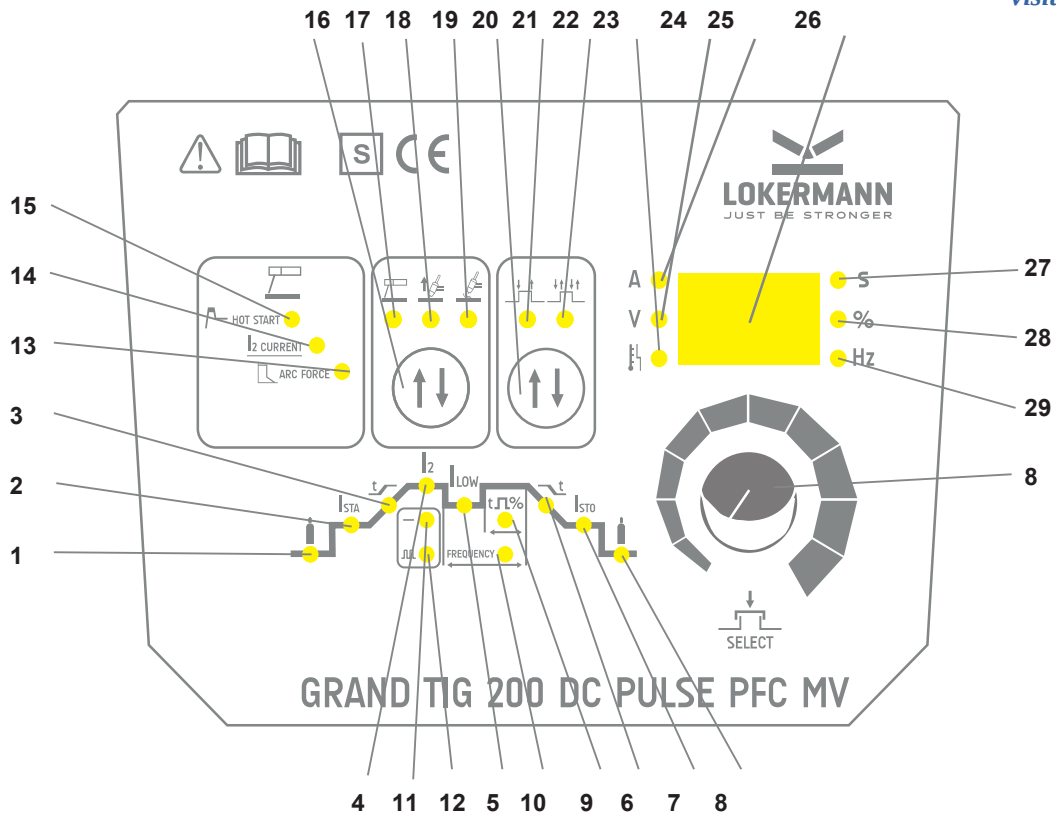 16 17 18 19 20 21 22 23 24 25 26
S CE
LOKERMANN
JUST BE STRONGER
15
14
13
3
2
1
HOT START
I2 CURRENT
ARC FORCE
A
V
S
%
Hz
27
28
29
8
t
I2
ILOW
t%
t
ISTA
ISTO
FREQUENCY
SELECT
GRAND TIG 200 DC PULSE PFC MV
4 11 12 5 10 9 6 7 8